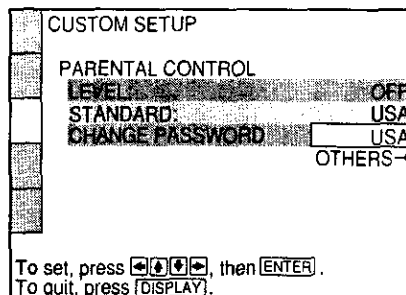 CUSTOM SETUP
PARENTAL CONTROL
LEVEL: OFF
STANDARD: USA
CHANGE PASSWORD USA
OTHERS→
To set, press ←↑↓→, then ENTER.
To quit, press DISPLAY.